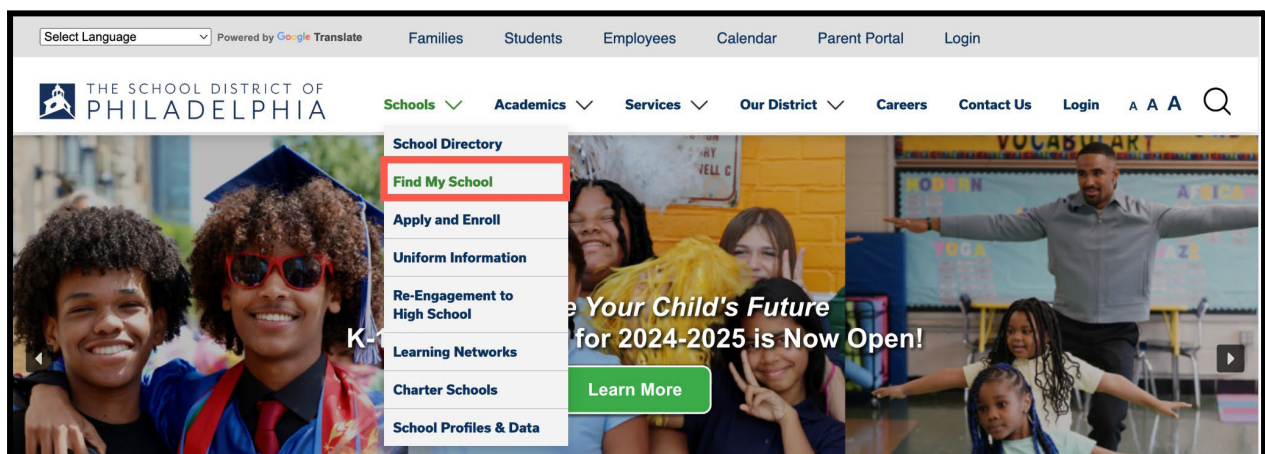 Select Language Powered by Google Translate Families Students Employees Calendar Parent Portal Login
THE SCHOOL DISTRICT OF
PHILADELPHIA
Schools Academics Services Our District Careers Contact Us Login A A A
School Directory
Find My School
Apply and Enroll
Uniform Information
Re-Engagement to
High School
Learning Networks
Charter Schools
School Profiles & Data
VOCABULARY
MODERN
AFRICAN
YOGA
JAZZ
Your Child's Future
K-1 for 2024-2025 is Now Open!
Learn More